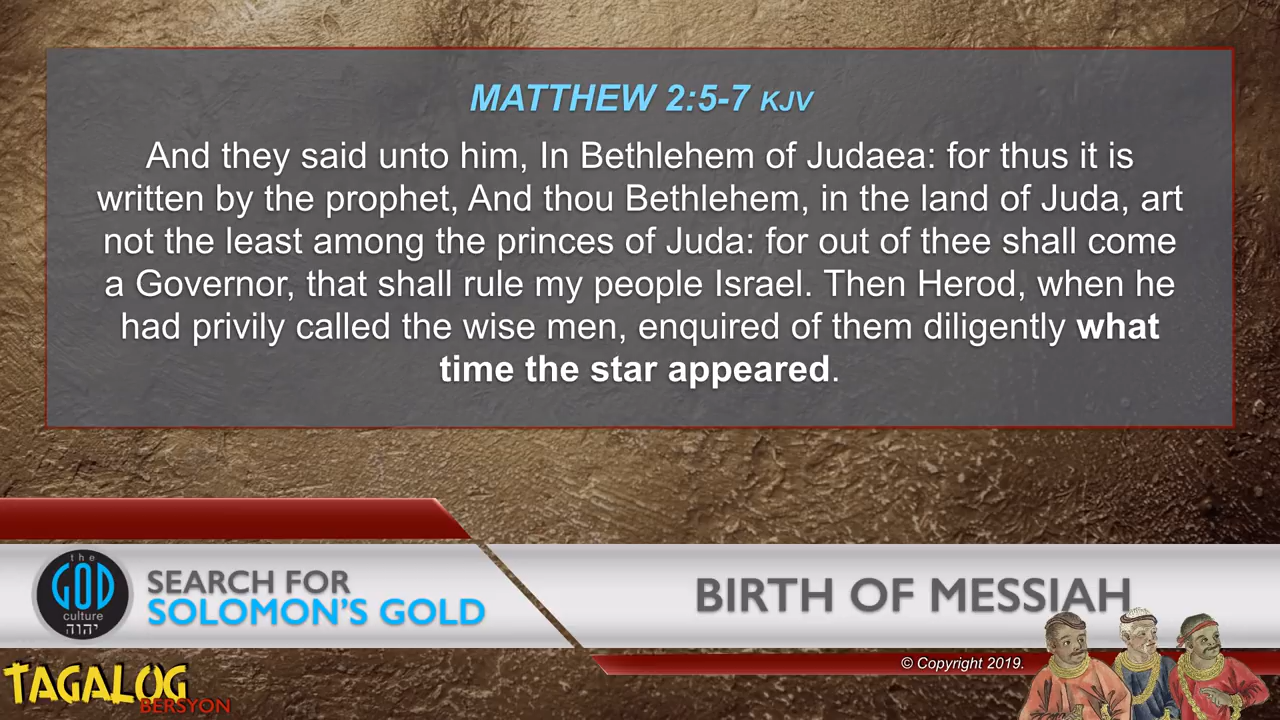 MATTHEW 2:5-7 KJV
And they said unto him, In Bethlehem of Judaea: for thus it is
written by the prophet, And thou Bethlehem, in the land of Juda, art
not the least among the princes of Juda: for out of thee shall come
a Governor, that shall rule my people Israel. Then Herod, when he
had privily called the wise men, enquired of them diligently what
time the star appeared.
the
GOD
culture
יהוה
SEARCH FOR
SOLOMON'S GOLD
BIRTH OF MESSIAH
© Copyright 2019.
TAGALOG
BERSYON